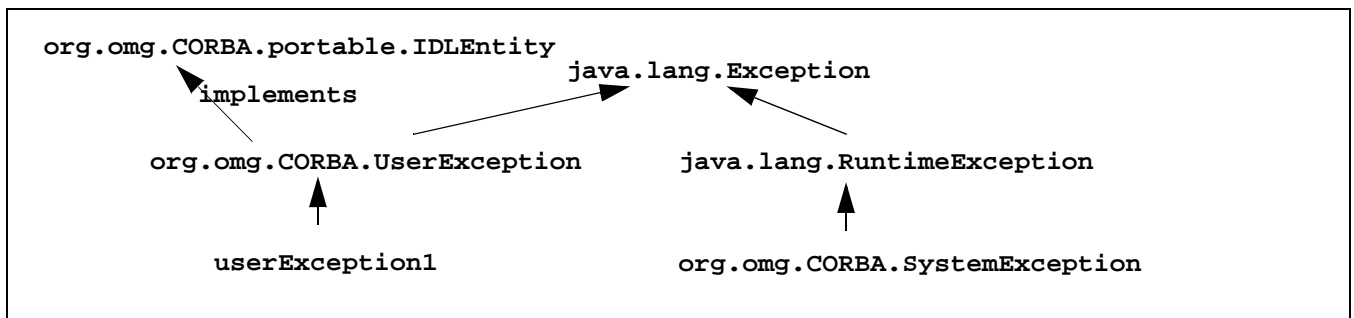 org.omg.CORBA.portable.IDLEntity
java.lang.Exception
implements
org.omg.CORBA.UserException
java.lang.RuntimeException
userException1
org.omg.CORBA.SystemException